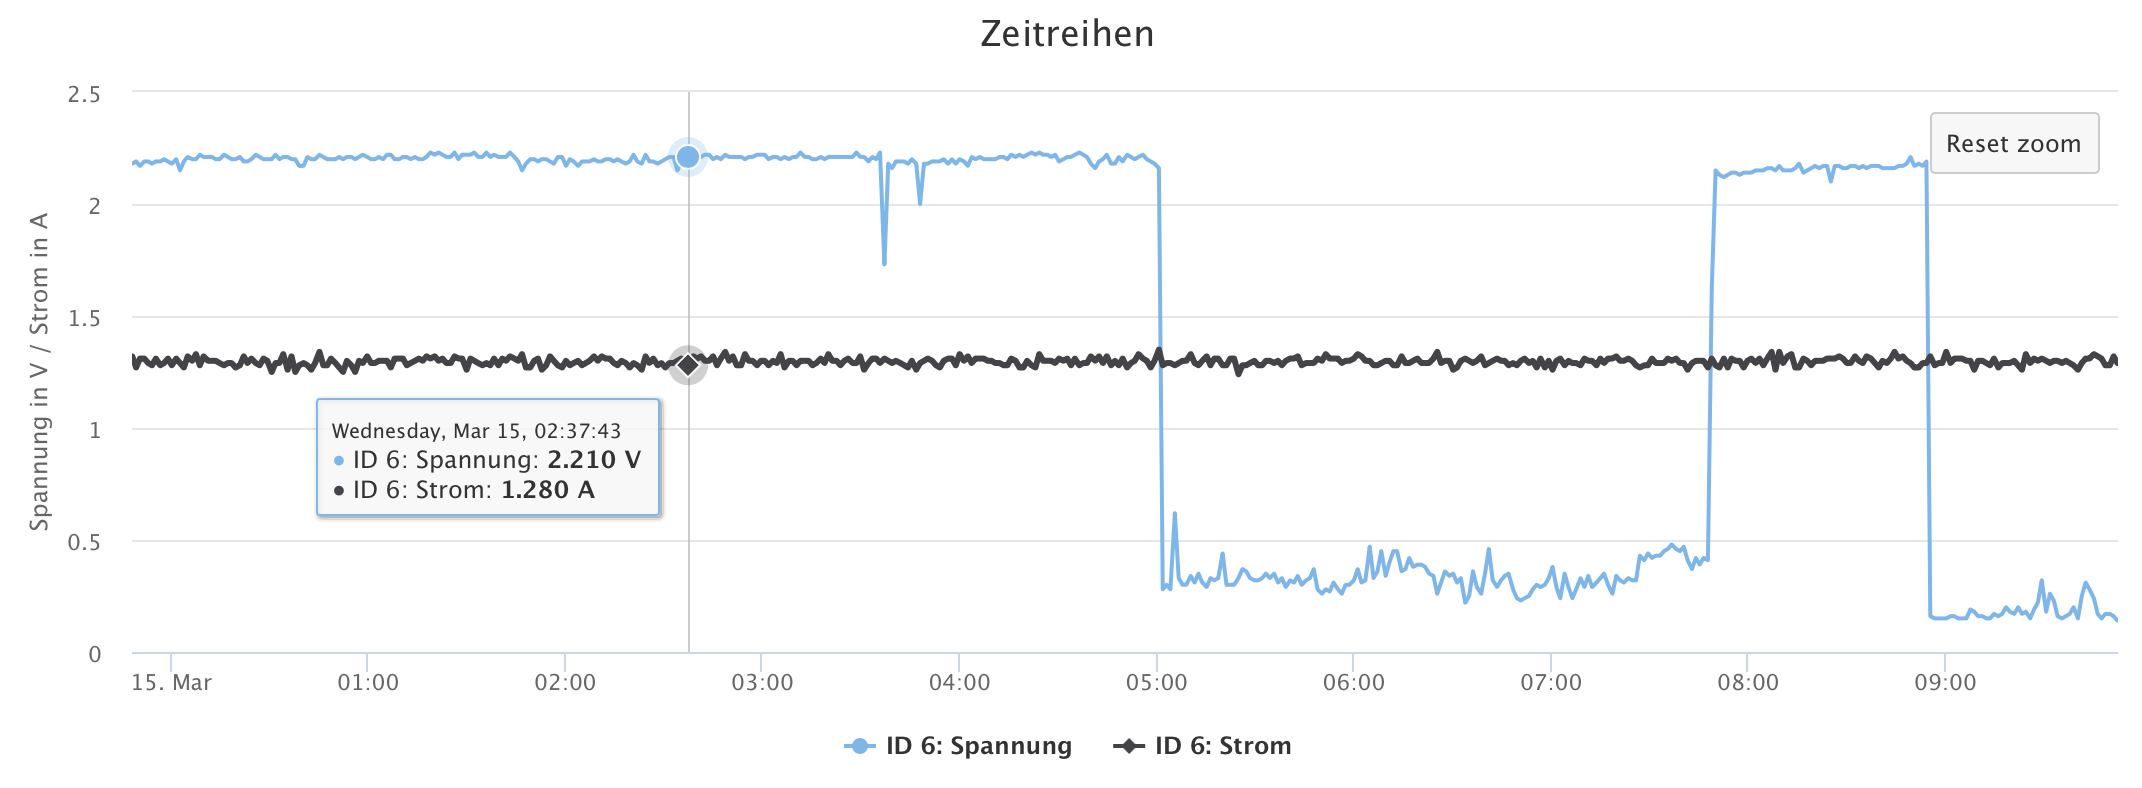 Zeitreihen
Spannung in V / Strom in A
2.5
2
1.5
1
0.5
0
Reset zoom
Wednesday, Mar 15, 02:37:43
ID 6: Spannung: 2.210 V
ID 6: Strom: 1.280 A
15. Mar 01:00 02:00 03:00 04:00 05:00 06:00 07:00 08:00 09:00
ID 6: Spannung ID 6: Strom